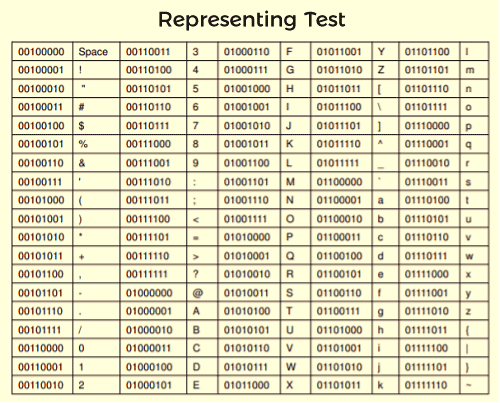 Representing Test
00100000 Space 00110011 3 01000110 F 01011001 Y 01101100 l
00100001 ! 00110100 4 01000111 G 01011010 Z 01101101 m
00100010 " 00110101 5 01001000 H 01011011 [ 01101110 n
00100011 # 00110110 6 01001001 I 01011100 \ 01101111 o
00100100 $ 00110111 7 01001010 J 01011101 ] 01110000 p
00100101 % 00111000 8 01001011 K 01011110 ^ 01110001 q
00100110 & 00111001 9 01001100 L 01011111 _ 01110010 r
00100111 ' 00111010 : 01001101 M 01100000 ` 01110011 s
00101000 ( 00111011 ; 01001110 N 01100001 a 01110100 t
00101001 ) 00111100 < 01001111 O 01100010 b 01110101 u
00101010 * 00111101 = 01010000 P 01100011 c 01110110 v
00101011 + 00111110 > 01010001 Q 01100100 d 01110111 w
00101100 , 00111111 ? 01010010 R 01100101 e 01111000 x
00101101 - 01000000 @ 01010011 S 01100110 f 01111001 y
00101110 . 01000001 A 01010100 T 01100111 g 01111010 z
00101111 / 01000010 B 01010101 U 01101000 h 01111011 {
00110000 0 01000011 C 01010110 V 01101001 i 01111100 |
00110001 1 01000100 D 01010111 W 01101010 j 01111101 }
00110010 2 01000101 E 01011000 X 01101011 k 01111110 ~